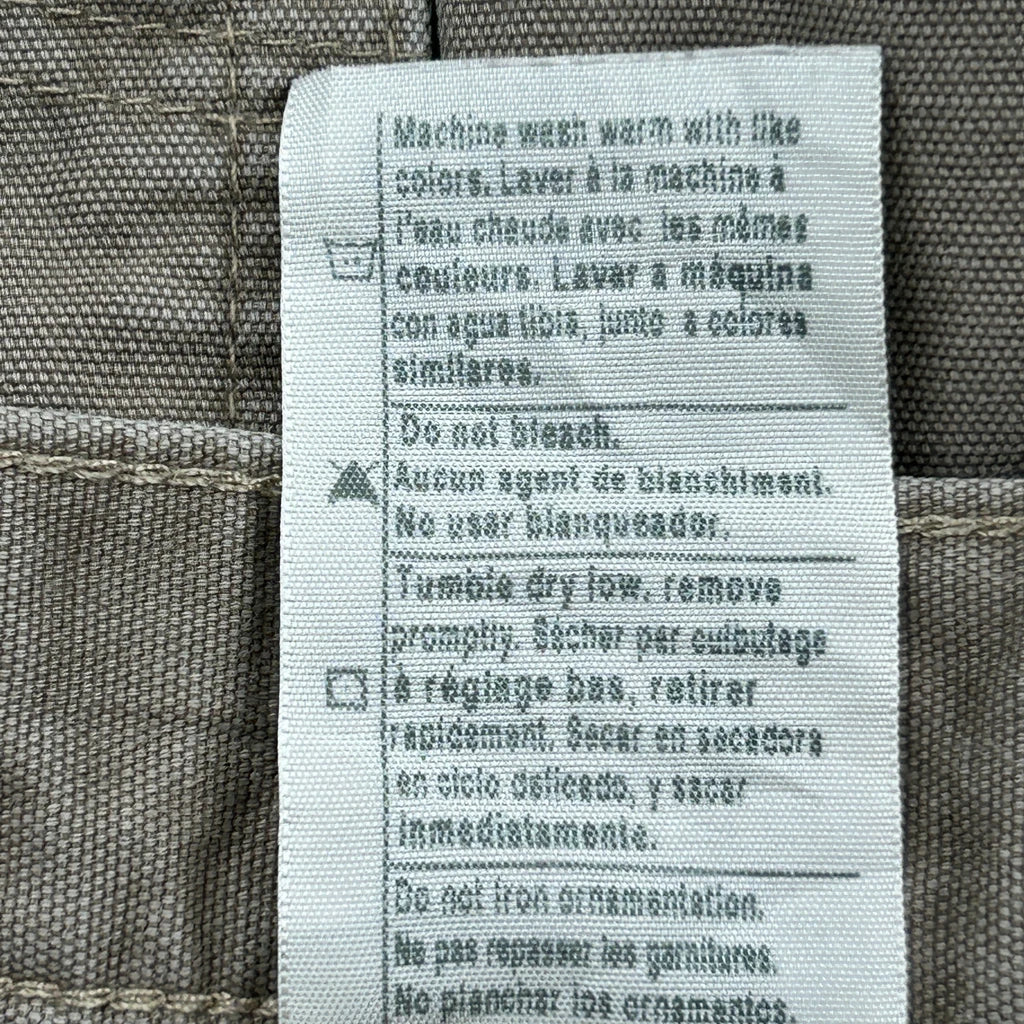 Machine wash warm with like
colors. Laver à la machine à
l'eau chaude avec les mêmes
couleurs. Lavar a máquina
con agua tibia, junto a colores
similares.
Do not bleach.
Aucun agent de blanchiment.
No usar blanqueador.
Tumble dry low, remove
promptly. Sécher par culbutage
à réglage bas, retirer
rapidement. Secar en secadora
en ciclo delicado, y sacar
inmediatamente.
Do not iron ornamentation.
Ne pas repasser les garnitures.
No planchar los ornamentos.